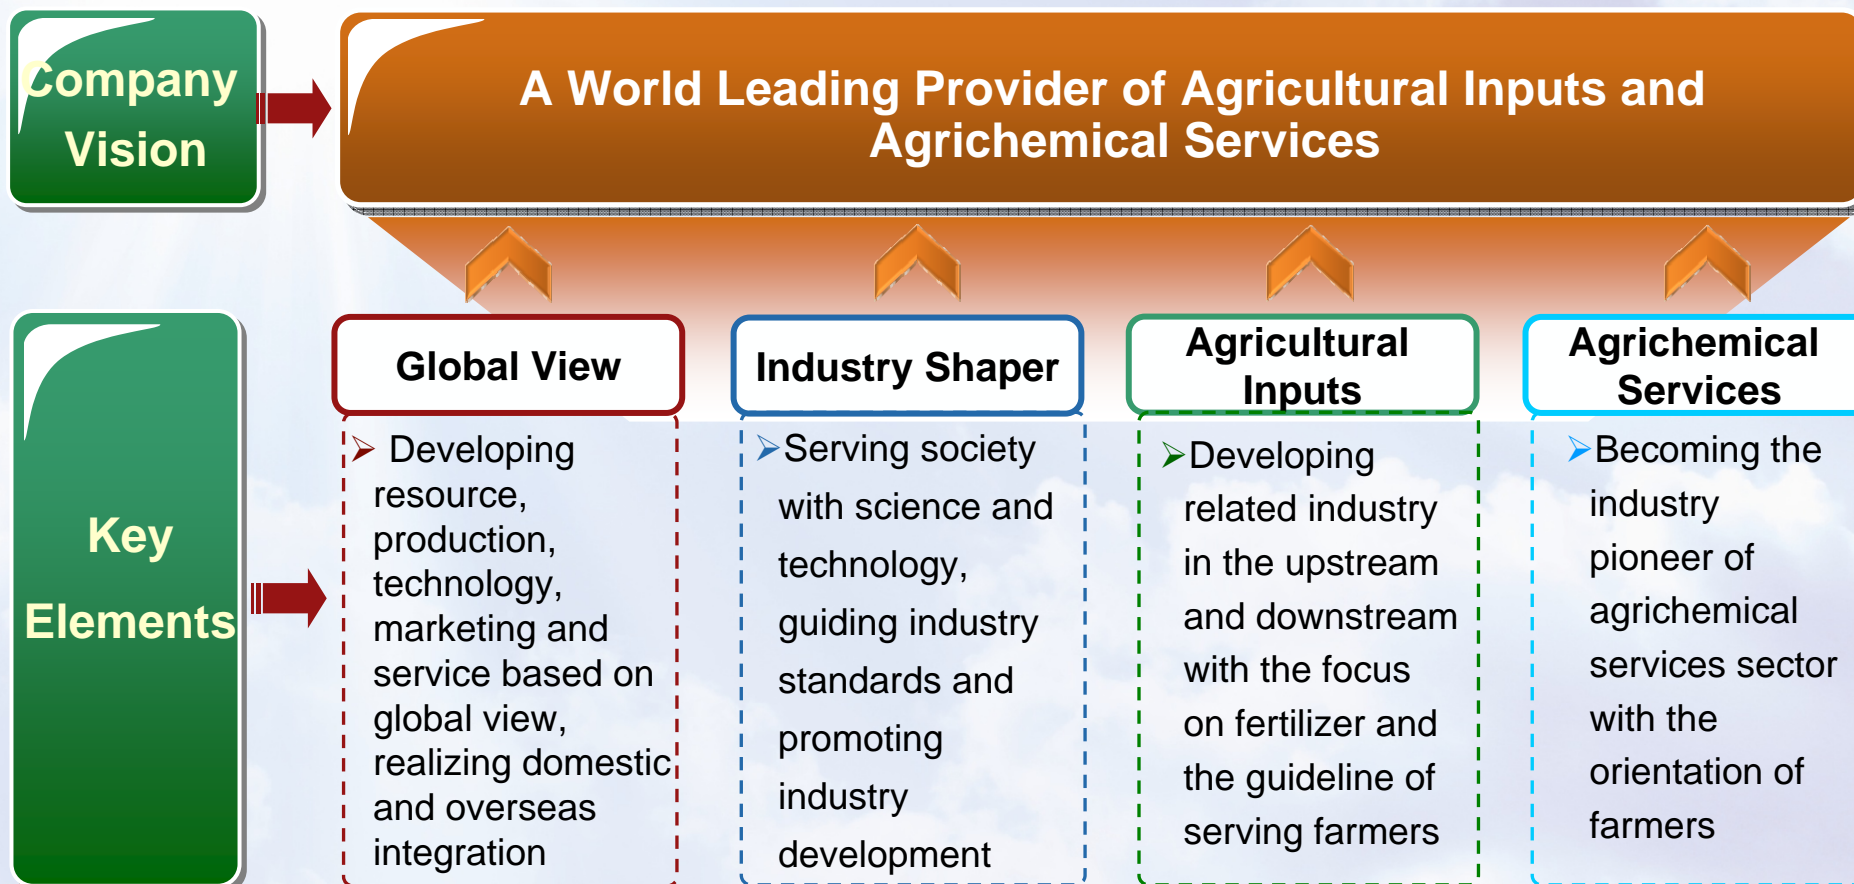 Company
Vision
A World Leading Provider of Agricultural Inputs and
Agrichemical Services
Key
Elements
Global View
➢ Developing
resource,
production,
technology,
marketing and
service based on
global view,
realizing domestic
and overseas
integration
Industry Shaper
➢Serving society
with science and
technology,
guiding industry
standards and
promoting
industry
development
Agricultural
Inputs
➢Developing
related industry
in the upstream
and downstream
with the focus
on fertilizer and
the guideline of
serving farmers
Agrichemical
Services
➢Becoming the
industry
pioneer of
agrichemical
services sector
with the
orientation of
farmers